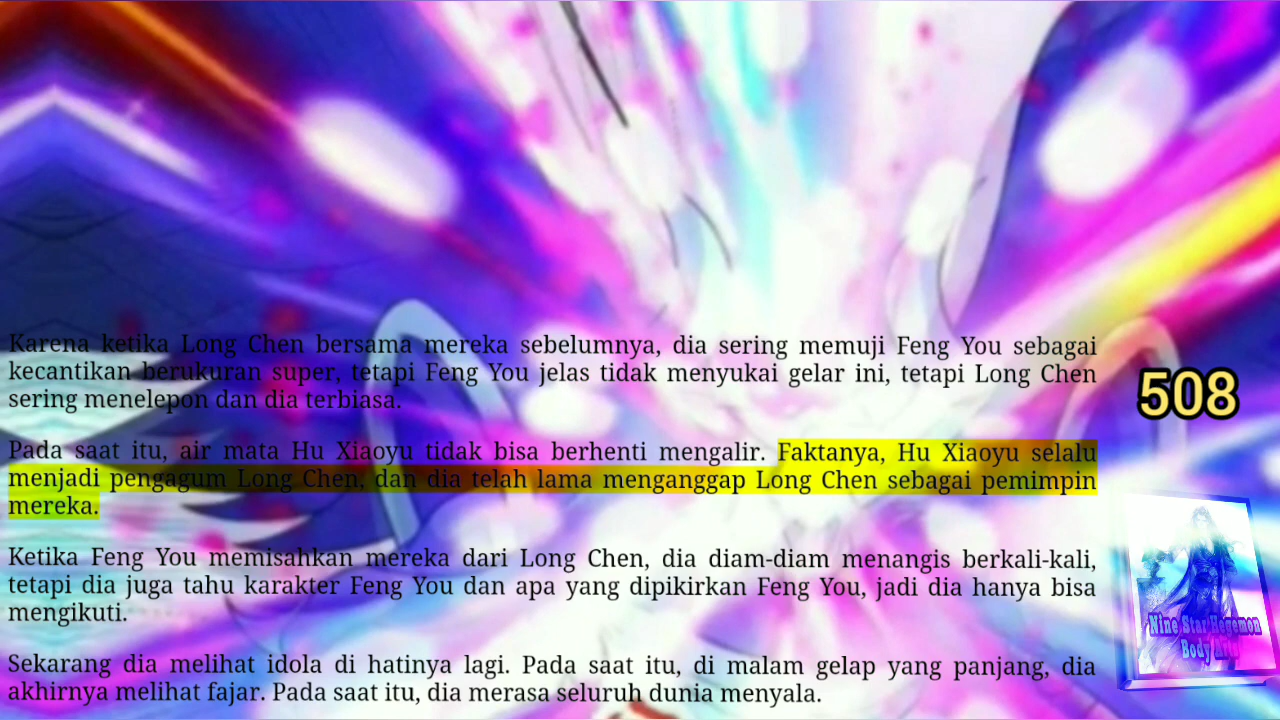 Karena ketika Long Chen bersama mereka sebelumnya, dia sering memuji Feng You sebagai
kecantikan berukuran super, tetapi Feng You jelas tidak menyukai gelar ini, tetapi Long Chen
sering menelepon dan dia terbiasa.
Pada saat itu, air mata Hu Xiaoyu tidak bisa berhenti mengalir. Faktanya, Hu Xiaoyu selalu
menjadi pengagum Long Chen, dan dia telah lama menganggap Long Chen sebagai pemimpin
mereka.
Ketika Feng You memisahkan mereka dari Long Chen, dia diam-diam menangis berkali-kali,
tetapi dia juga tahu karakter Feng You dan apa yang dipikirkan Feng You, jadi dia hanya bisa
mengikuti.
Sekarang dia melihat idola di hatinya lagi. Pada saat itu, di malam gelap yang panjang, dia
akhirnya melihat fajar. Pada saat itu, dia merasa seluruh dunia menyala.
508
Nine Star Hegemon
Body Arts